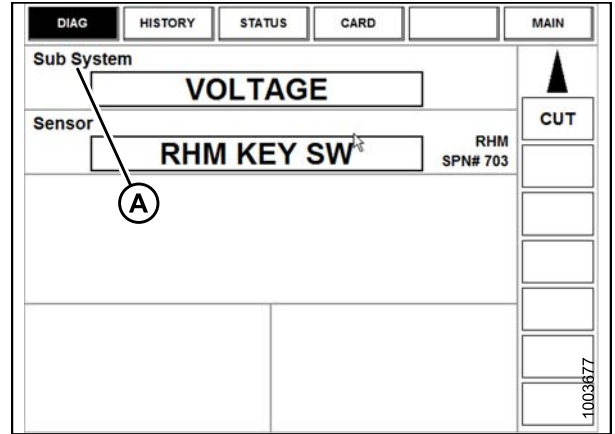 DIAG HISTORY STATUS CARD MAIN
Sub System
VOLTAGE
CUT
Sensor
RHM KEY SW
RHM
SPN# 703
A
1003677